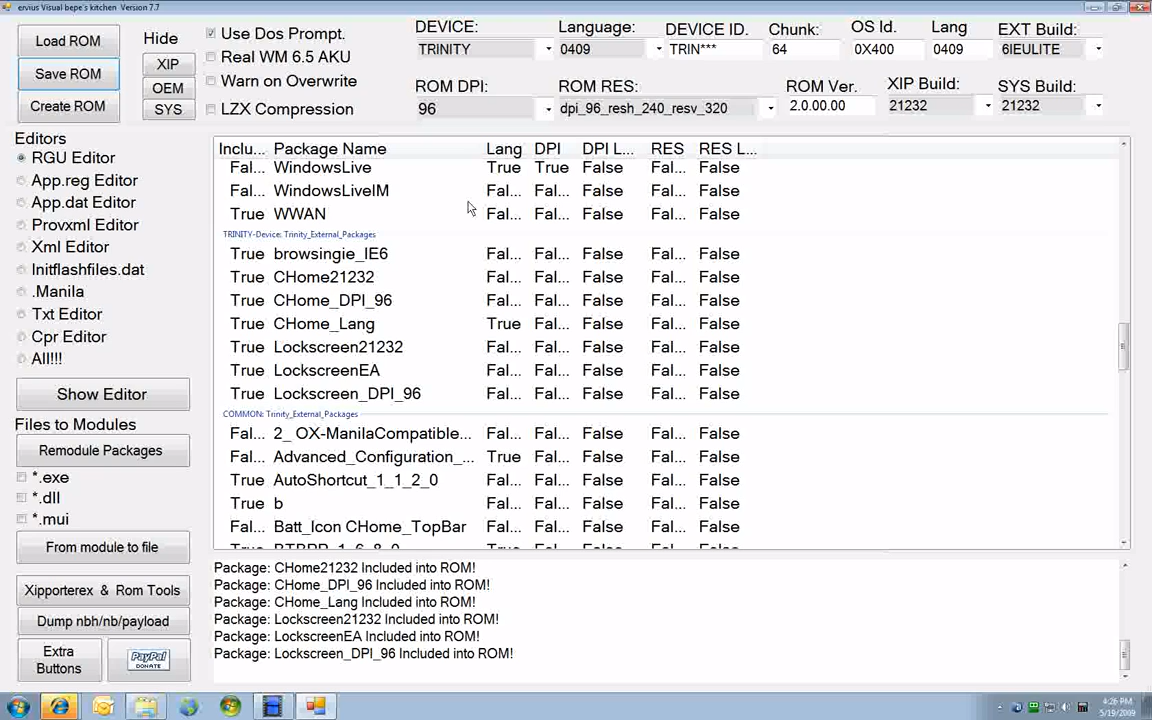 ervius Visual bepe's kitchen Version 7.7
Load ROM
Save ROM
Create ROM
Hide
XIP
OEM
SYS
Use Dos Prompt.
Real WM 6.5 AKU
Warn on Overwrite
LZX Compression
DEVICE: Language: DEVICE ID. Chunk: OS Id. Lang EXT Build:
TRINITY 0409 TRIN*** 64 0X400 0409 6IEULITE
ROM DPI: ROM RES: ROM Ver. XIP Build: SYS Build:
96 dpi_96_resh_240_resv_320 2.0.00.00 21232 21232
Editors
RGU Editor
App.reg Editor
App.dat Editor
Provxml Editor
Xml Editor
Initflashfiles.dat
.Manila
Txt Editor
Cpr Editor
All!!!
Show Editor
Files to Modules
Remodule Packages
*.exe
*.dll
*.mui
From module to file
Xipporterex & Rom Tools
Dump nbh/nb/payload
Extra
Buttons
PayPal
DONATE
Inclu... Package Name Lang DPI DPI L... RES RES L...
Fal... WindowsLive True True False Fal... False
Fal... WindowsLiveIM Fal... Fal... False Fal... False
True WWAN Fal... Fal... False Fal... False
TRINITY-Device: Trinity_External_Packages
True browsingie_IE6 Fal... Fal... False Fal... False
True CHome21232 Fal... Fal... False Fal... False
True CHome_DPI_96 Fal... Fal... False Fal... False
True CHome_Lang True Fal... False Fal... False
True Lockscreen21232 Fal... Fal... False Fal... False
True LockscreenEA Fal... Fal... False Fal... False
True Lockscreen_DPI_96 Fal... Fal... False Fal... False
COMMON: Trinity_External_Packages
Fal... 2_ OX-ManilaCompatible... Fal... Fal... False Fal... False
Fal... Advanced_Configuration_... True Fal... False Fal... False
True AutoShortcut_1_1_2_0 Fal... Fal... False Fal... False
True b Fal... Fal... False Fal... False
Fal... Batt_Icon CHome_TopBar Fal... Fal... False Fal... False
Package: CHome21232 Included into ROM!
Package: CHome_DPI_96 Included into ROM!
Package: CHome_Lang Included into ROM!
Package: Lockscreen21232 Included into ROM!
Package: LockscreenEA Included into ROM!
Package: Lockscreen_DPI_96 Included into ROM!
4:26 PM
5/19/2009